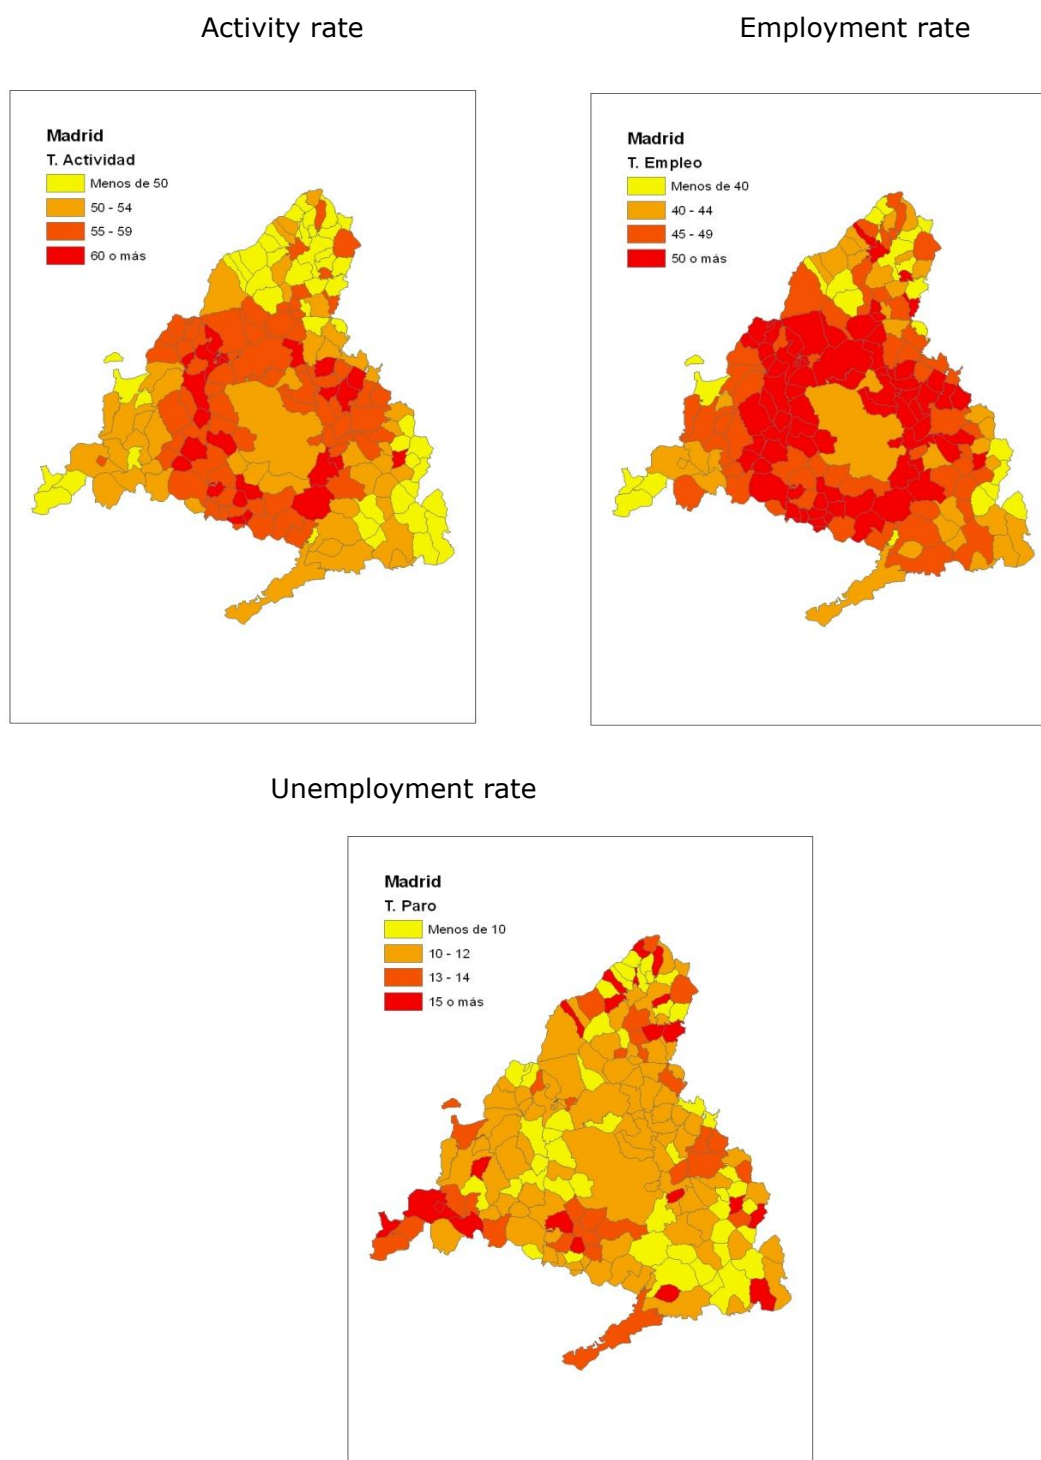 Activity rate
Employment rate
Madrid
T. Actividad
Menos de 50
50 - 54
55 - 59
60 o más
Madrid
T. Empleo
Menos de 40
40 - 44
45 - 49
50 o más
Unemployment rate
Madrid
T. Paro
Menos de 10
10 - 12
13 - 14
15 o más